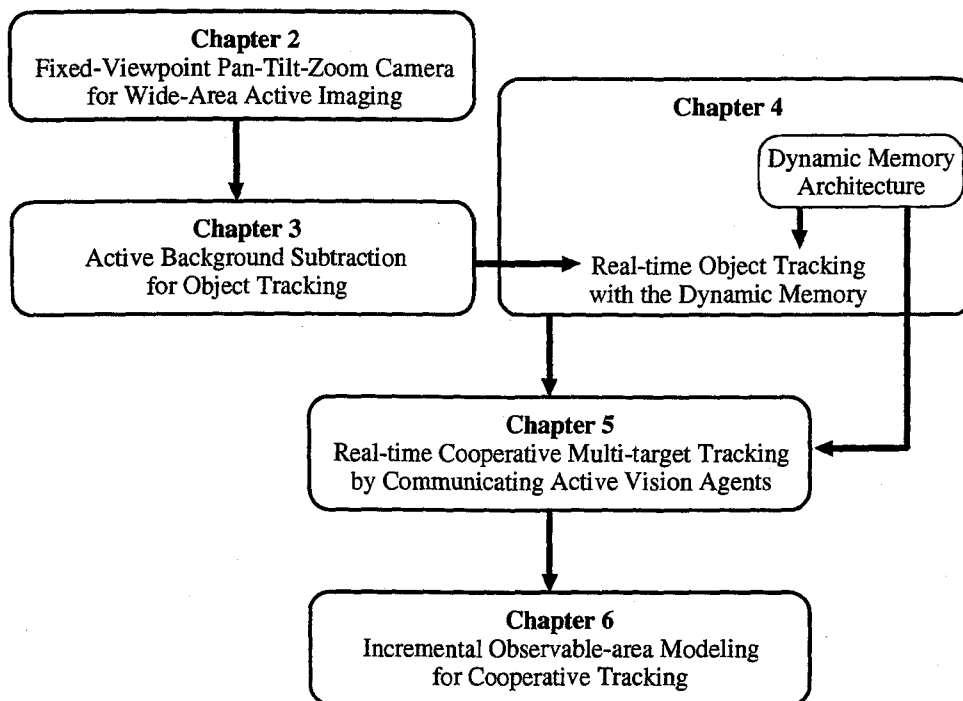 Chapter 2
Fixed-Viewpoint Pan-Tilt-Zoom Camera
for Wide-Area Active Imaging
Chapter 3
Active Background Subtraction
for Object Tracking
Chapter 4
Dynamic Memory
Architecture
Real-time Object Tracking
with the Dynamic Memory
Chapter 5
Real-time Cooperative Multi-target Tracking
by Communicating Active Vision Agents
Chapter 6
Incremental Observable-area Modeling
for Cooperative Tracking